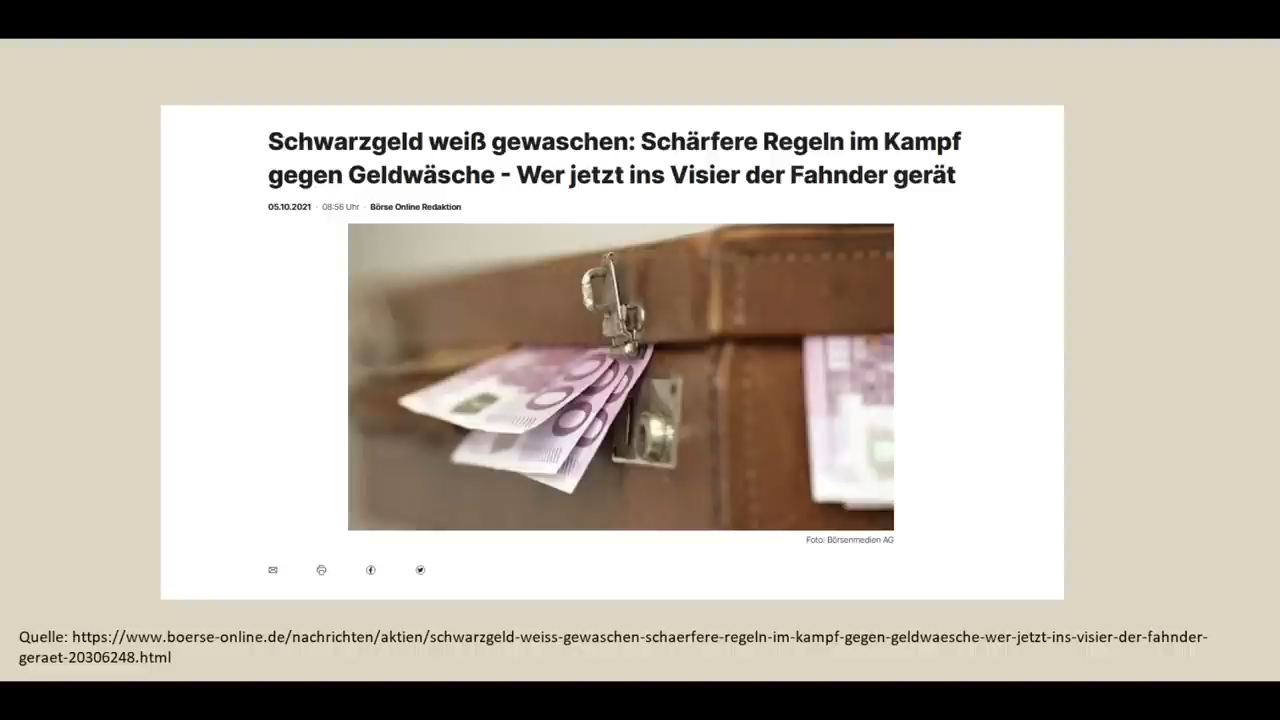 Schwarzgeld weiß gewaschen: Schärfere Regeln im Kampf
gegen Geldwäsche - Wer jetzt ins Visier der Fahnder gerät
05.10.2021 · 08:56 Uhr · Börse Online Redaktion
Foto: Börsenmedien AG
Quelle: https://www.boerse-online.de/nachrichten/aktien/schwarzgeld-weiss-gewaschen-schaerfere-regeln-im-kampf-gegen-geldwaesche-wer-jetzt-ins-visier-der-fahnder-
geraet-20306248.html